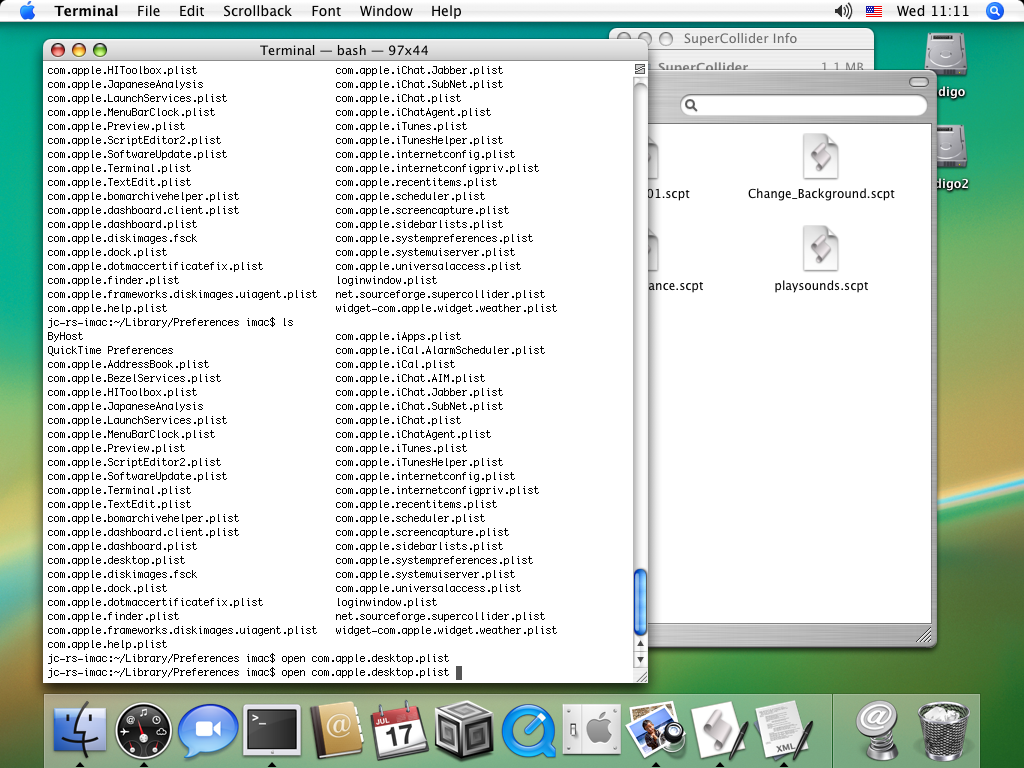 Terminal File Edit Scrollback Font Window Help Wed 11:11
Terminal — bash — 97x44
SuperCollider Info
SuperCollider 1.1 MB
com.apple.HIToolbox.plist com.apple.iChat.Jabber.plist
com.apple.JapaneseAnalysis com.apple.iChat.SubNet.plist
com.apple.LaunchServices.plist com.apple.iChat.plist
com.apple.MenuBarClock.plist com.apple.iChatAgent.plist
com.apple.Preview.plist com.apple.iTunes.plist
com.apple.ScriptEditor2.plist com.apple.iTunesHelper.plist
com.apple.SoftwareUpdate.plist com.apple.internetconfig.plist
com.apple.Terminal.plist com.apple.internetconfigpriv.plist
com.apple.TextEdit.plist com.apple.recentitems.plist
com.apple.bomarchivehelper.plist com.apple.scheduler.plist
com.apple.dashboard.client.plist com.apple.screencapture.plist
com.apple.dashboard.plist com.apple.sidebarlists.plist
com.apple.diskimages.fsck com.apple.systempreferences.plist
com.apple.dock.plist com.apple.systemuiserver.plist
com.apple.dotmaccertificatefix.plist com.apple.universalaccess.plist
com.apple.finder.plist loginwindow.plist
com.apple.frameworks.diskimages.uiagent.plist net.sourceforge.supercollider.plist
com.apple.help.plist widget-com.apple.widget.weather.plist
jc-rs-imac:~/Library/Preferences imac$ ls
ByHost com.apple.iApps.plist
QuickTime Preferences com.apple.iCal.AlarmScheduler.plist
com.apple.AddressBook.plist com.apple.iCal.plist
com.apple.BezelServices.plist com.apple.iChat.AIM.plist
com.apple.HIToolbox.plist com.apple.iChat.Jabber.plist
com.apple.JapaneseAnalysis com.apple.iChat.SubNet.plist
com.apple.LaunchServices.plist com.apple.iChat.plist
com.apple.MenuBarClock.plist com.apple.iChatAgent.plist
com.apple.Preview.plist com.apple.iTunes.plist
com.apple.ScriptEditor2.plist com.apple.iTunesHelper.plist
com.apple.SoftwareUpdate.plist com.apple.internetconfig.plist
com.apple.Terminal.plist com.apple.internetconfigpriv.plist
com.apple.TextEdit.plist com.apple.recentitems.plist
com.apple.bomarchivehelper.plist com.apple.scheduler.plist
com.apple.dashboard.client.plist com.apple.screencapture.plist
com.apple.dashboard.plist com.apple.sidebarlists.plist
com.apple.desktop.plist com.apple.systempreferences.plist
com.apple.diskimages.fsck com.apple.systemuiserver.plist
com.apple.dock.plist com.apple.universalaccess.plist
com.apple.dotmaccertificatefix.plist loginwindow.plist
com.apple.finder.plist net.sourceforge.supercollider.plist
com.apple.frameworks.diskimages.uiagent.plist widget-com.apple.widget.weather.plist
com.apple.help.plist
jc-rs-imac:~/Library/Preferences imac$ open com.apple.desktop.plist
jc-rs-imac:~/Library/Preferences imac$ open com.apple.desktop.plist
01.scpt Change_Background.scpt
ance.scpt playsounds.scpt
digo
digo2
JUL
17
XML